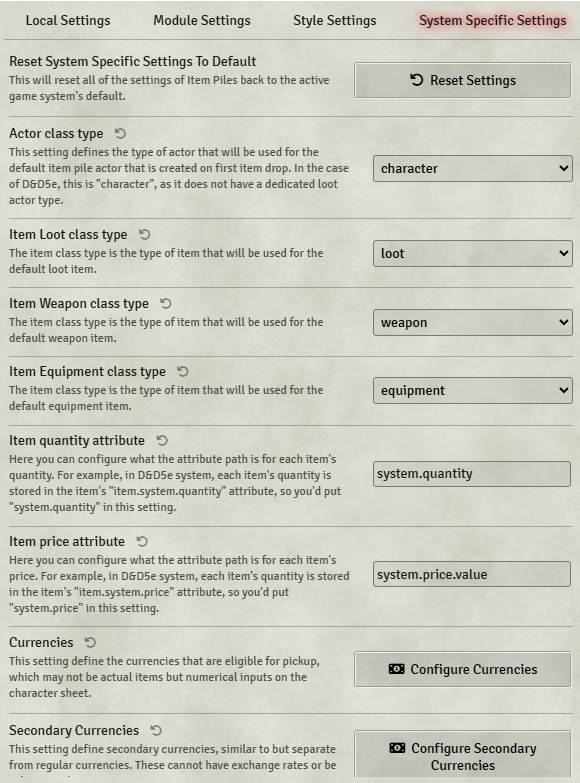 Local Settings Module Settings Style Settings System Specific Settings
Reset System Specific Settings To Default
This will reset all of the settings of Item Piles back to the active
game system's default.
Reset Settings
Actor class type
This setting defines the type of actor that will be used for the
default item pile actor that is created on first item drop. In the case
of D&D5e, this is "character", as it does not have a dedicated loot
actor type.
character
Item Loot class type
The item class type is the type of item that will be used for the
default loot item.
loot
Item Weapon class type
The item class type is the type of item that will be used for the
default weapon item.
weapon
Item Equipment class type
The item class type is the type of item that will be used for the
default equipment item.
equipment
Item quantity attribute
Here you can configure what the attribute path is for each item's
quantity. For example, in D&D5e system, each item's quantity is
stored in the item's "item.system.quantity" attribute, so you'd put
"system.quantity" in this setting.
system.quantity
Item price attribute
Here you can configure what the attribute path is for each item's
price. For example, in D&D5e system, each item's quantity is stored
in the item's "item.system.price" attribute, so you'd put
"system.price" in this setting.
system.price.value
Currencies
This setting define the currencies that are eligible for pickup,
which may not be actual items but numerical inputs on the
character sheet.
Configure Currencies
Secondary Currencies
This setting define secondary currencies, similar to but separate
from regular currencies. These cannot have exchange rates or be
Configure Secondary
Currencies